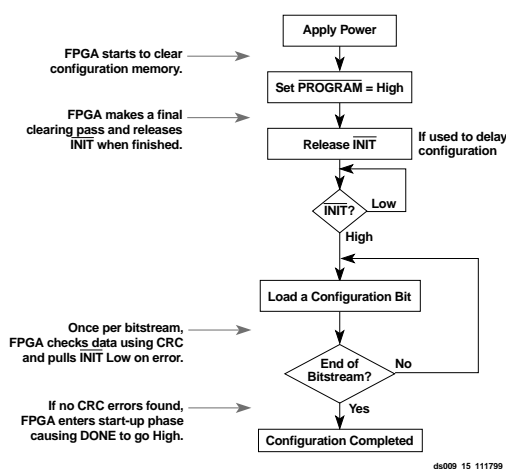 Apply Power
FPGA starts to clear
configuration memory.
Set PROGRAM = High
FPGA makes a final
clearing pass and releases
INIT when finished.
Release INIT
If used to delay
configuration
INIT?
Low
High
Load a Configuration Bit
Once per bitstream,
FPGA checks data using CRC
and pulls INIT Low on error.
End of
Bitstream?
No
Yes
If no CRC errors found,
FPGA enters start-up phase
causing DONE to go High.
Configuration Completed
ds009_15_111799